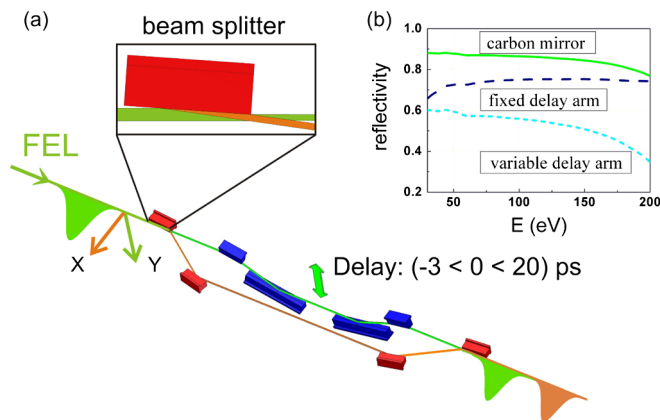 (a)
beam splitter
FEL
X
Y
Delay: (-3 < 0 < 20) ps
(b)
1.0
0.8
0.6
0.4
0.2
reflectivity
carbon mirror
fixed delay arm
variable delay arm
50
100
150
200
E (eV)